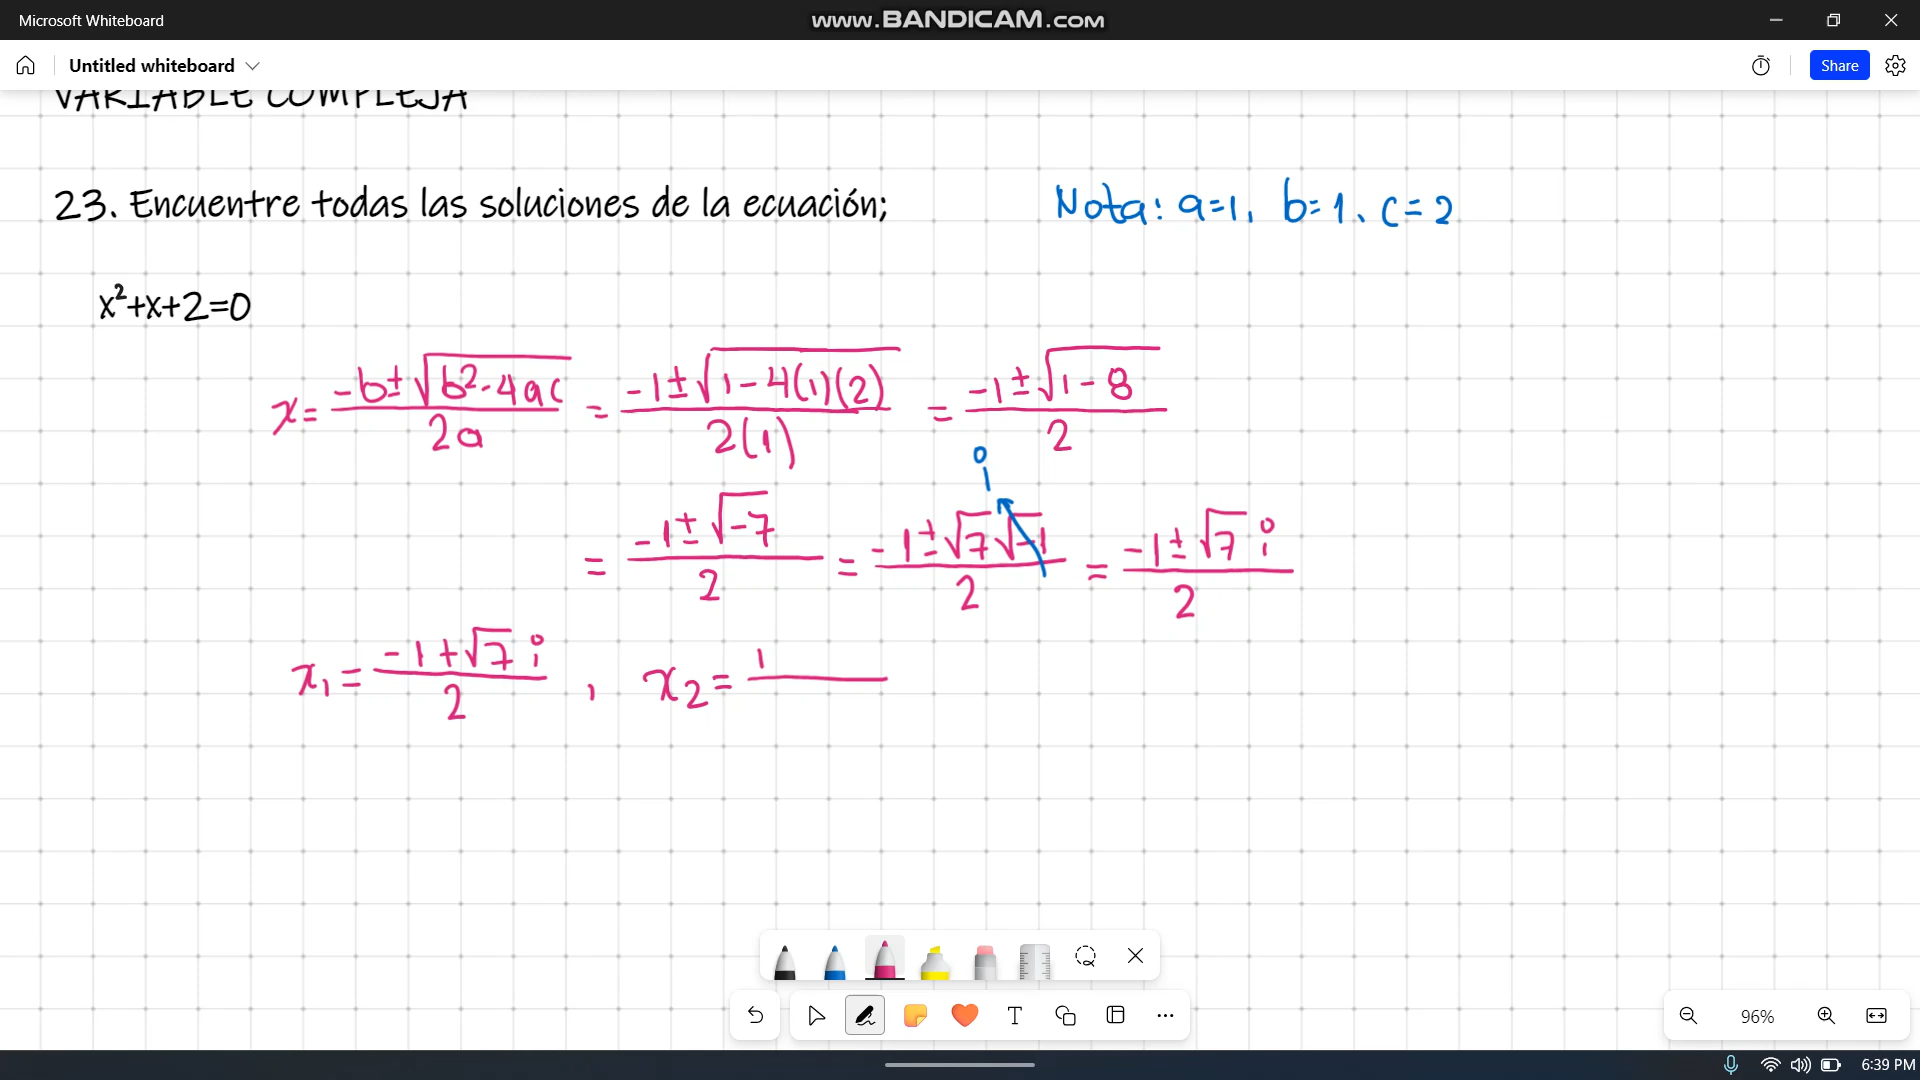 Microsoft Whiteboard
www.BANDICAM.com
Untitled whiteboard
Share
VARIABLE COMPLEJA
23. Encuentre todas las soluciones de la ecuación;
Nota: a=1, b=1, c=2
x²+x+2=0
x = (-b±√(b²-4ac))/(2a) = (-1±√(1-4(1)(2)))/(2(1)) = (-1±√(1-8))/2
i
= (-1±√(-7))/2 = (-1±√7√-1)/2 = (-1±√7 i)/2
x₁ = (-1+√7 i)/2 , x₂ = 1
96%
6:39 PM